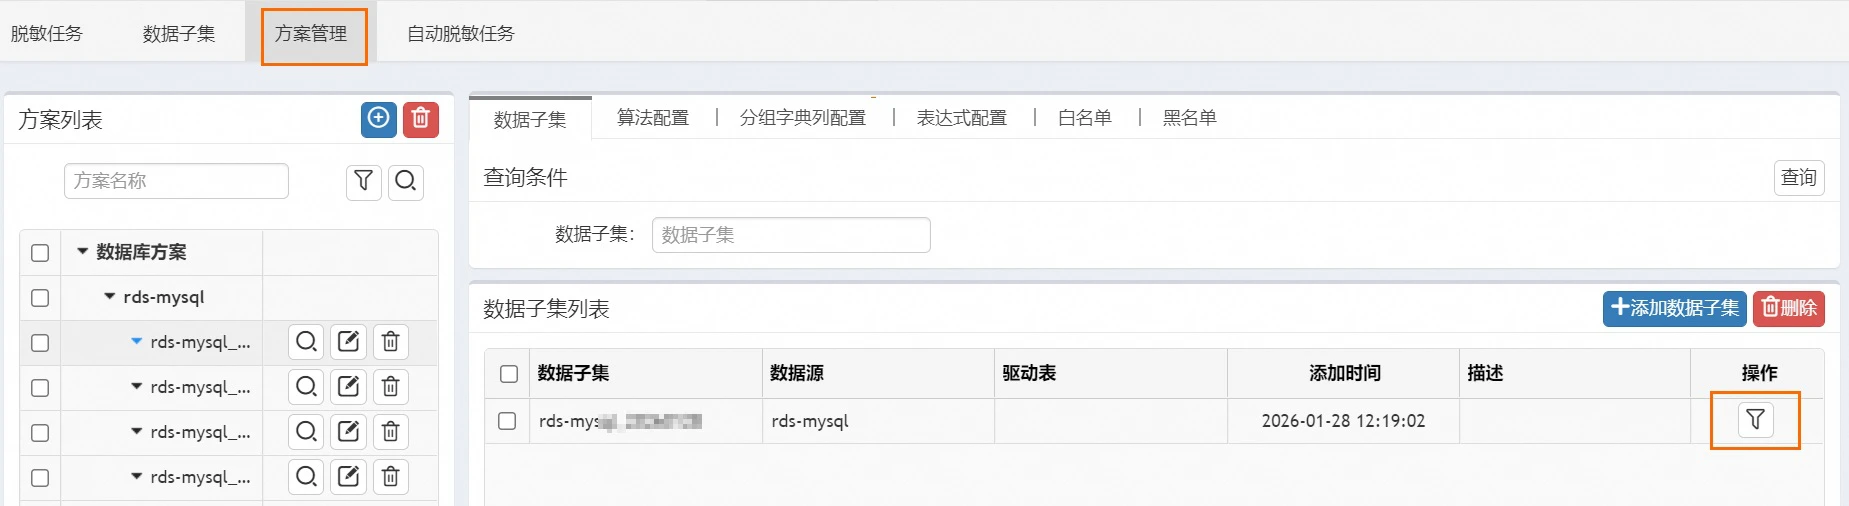 脱敏任务 数据子集 方案管理 自动脱敏任务
方案列表
方案名称
数据库方案
rds-mysql
rds-mysql_...
rds-mysql_...
rds-mysql_...
rds-mysql_...
数据子集 | 算法配置 | 分组字典列配置 | 表达式配置 | 白名单 | 黑名单
查询条件 查询
数据子集: 数据子集
数据子集列表 添加数据子集 删除
数据子集 数据源 驱动表 添加时间 描述 操作
rds-mys rds-mysql 2026-01-28 12:19:02